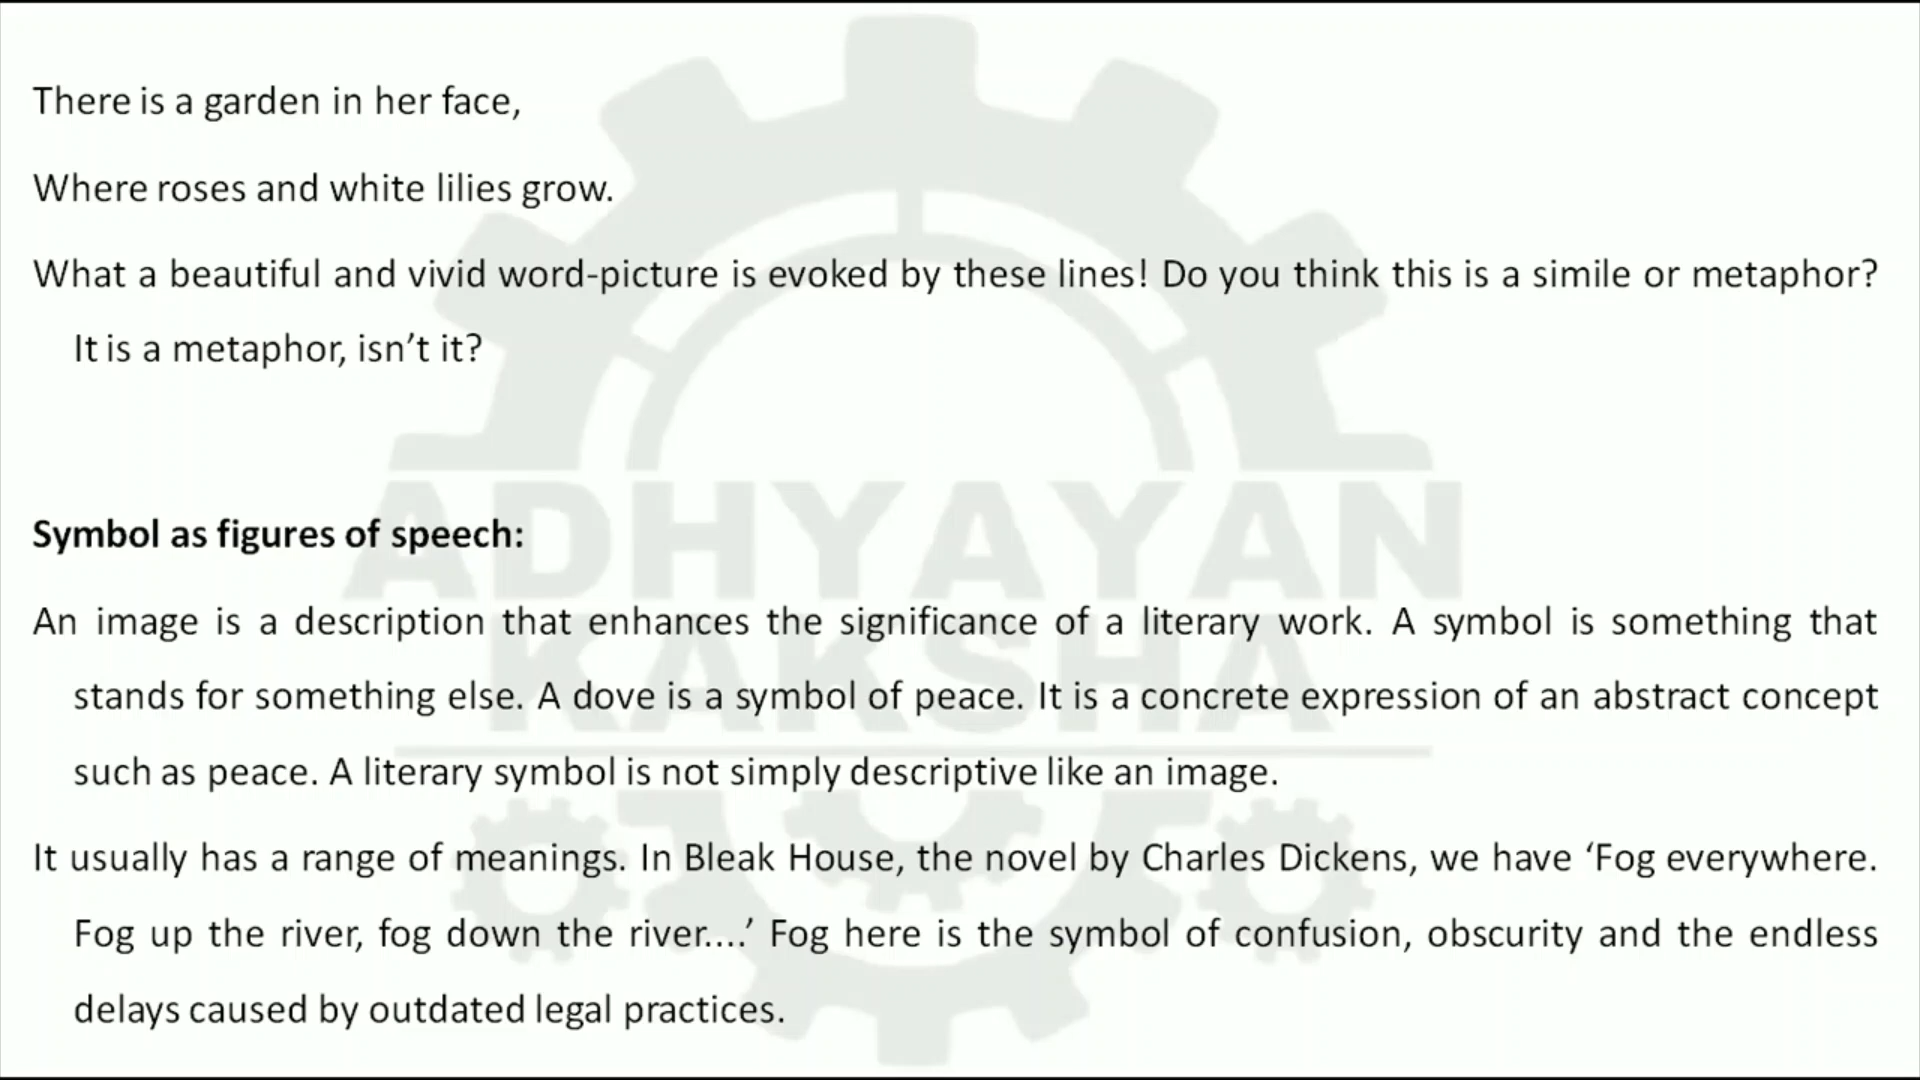 There is a garden in her face,
Where roses and white lilies grow.
What a beautiful and vivid word-picture is evoked by these lines! Do you think this is a simile or metaphor?
It is a metaphor, isn’t it?
Symbol as figures of speech:
An image is a description that enhances the significance of a literary work. A symbol is something that
stands for something else. A dove is a symbol of peace. It is a concrete expression of an abstract concept
such as peace. A literary symbol is not simply descriptive like an image.
It usually has a range of meanings. In Bleak House, the novel by Charles Dickens, we have ‘Fog everywhere.
Fog up the river, fog down the river....’ Fog here is the symbol of confusion, obscurity and the endless
delays caused by outdated legal practices.
ADHYAYAN
KAKSHA